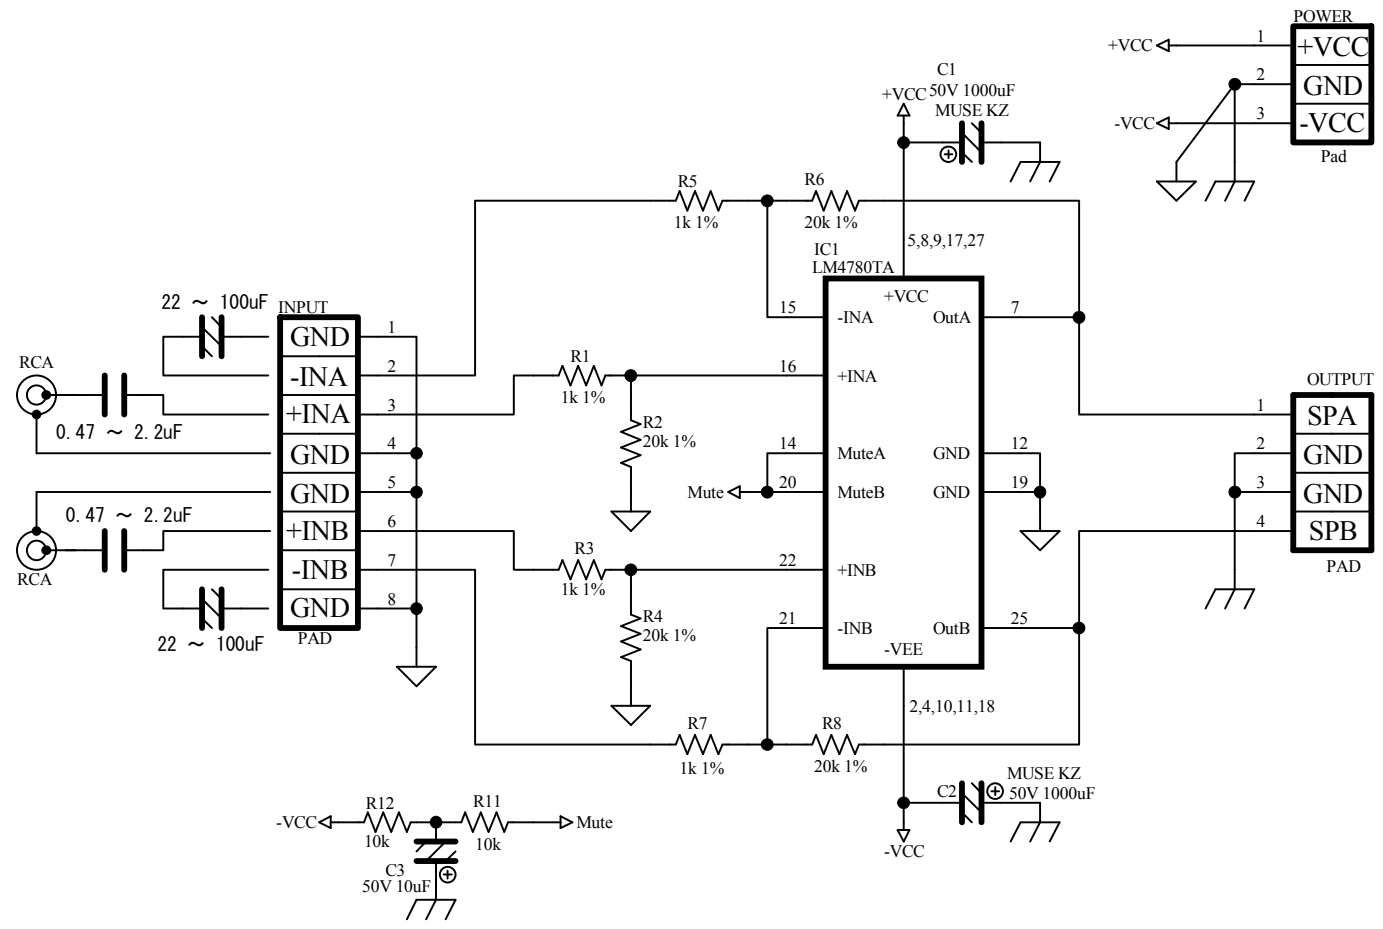 POWER
1
+VCC
+VCC
2
GND
3
-VCC
-VCC
Pad
C1
50V 1000uF
MUSE KZ
+VCC
R5
1k 1%
R6
20k 1%
5,8,9,17,27
IC1
LM4780TA
+VCC
22 ～ 100uF
INPUT
GND
1
-INA
2
+INA
3
GND
4
GND
5
+INB
6
-INB
7
GND
8
PAD
RCA
0.47 ～ 2.2uF
0.47 ～ 2.2uF
RCA
22 ～ 100uF
R1
1k 1%
R2
20k 1%
R3
1k 1%
R4
20k 1%
15
-INA
OutA
7
16
+INA
14
MuteA
GND
12
Mute
20
MuteB
GND
19
22
+INB
21
-INB
OutB
25
-VEE
2,4,10,11,18
OUTPUT
1
SPA
2
GND
3
GND
4
SPB
PAD
R7
1k 1%
R8
20k 1%
C2
MUSE KZ
50V 1000uF
-VCC
-VCC
R12
10k
R11
10k
Mute
C3
50V 10uF